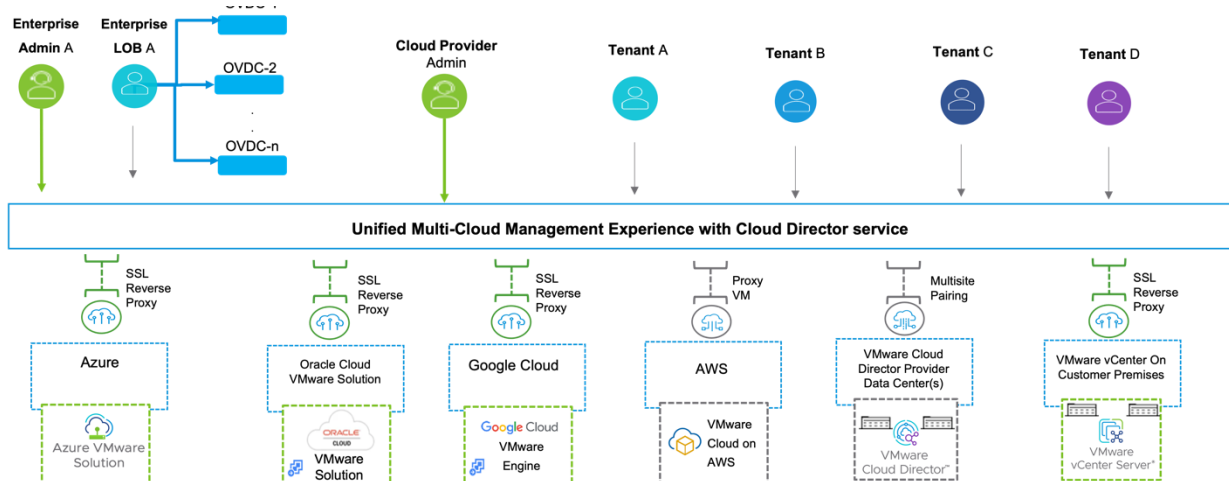 Enterprise
Admin A
Enterprise
LOB A
OVDC-2
.
.
OVDC-n
Cloud Provider
Admin
Tenant A
Tenant B
Tenant C
Tenant D
Unified Multi-Cloud Management Experience with Cloud Director service
SSL
Reverse
Proxy
SSL
Reverse
Proxy
SSL
Reverse
Proxy
Proxy
VM
Multisite
Pairing
SSL
Reverse
Proxy
Azure
Oracle Cloud
VMware Solution
Google Cloud
AWS
VMware Cloud
Director Provider
Data Center(s)
VMware vCenter On
Customer Premises
Azure VMware
Solution
ORACLE
CLOUD
VMware
Solution
Google Cloud
VMware
Engine
VMware
Cloud on
AWS
VMware
Cloud Director™
VMware
vCenter Server®